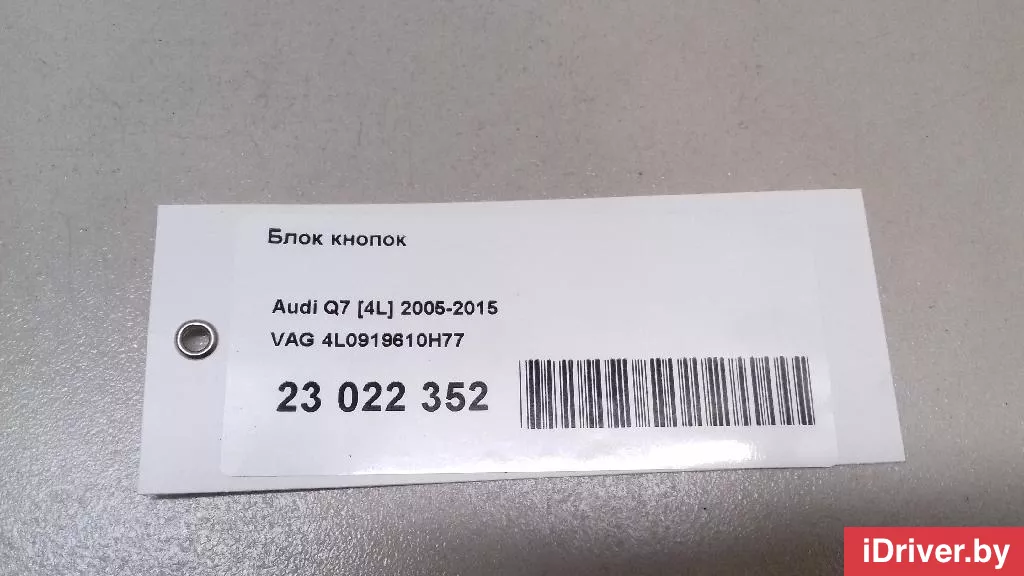 Блок кнопок
Audi Q7 [4L] 2005-2015
VAG 4L0919610H77
23 022 352
iDriver.by